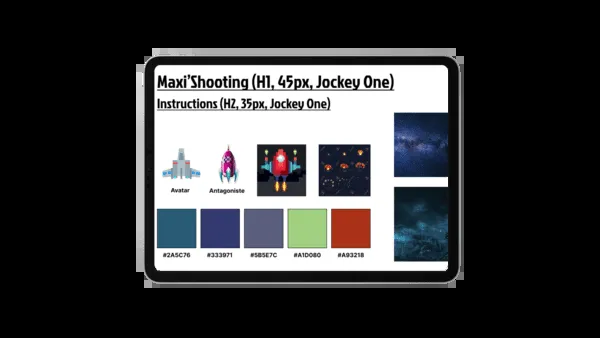 Maxi'Shooting (H1, 45px, Jockey One)
Instructions (H2, 35px, Jockey One)
Avatar
Antagoniste
#2A5C76
#333971
#5B5E7C
#A1D080
#A93218